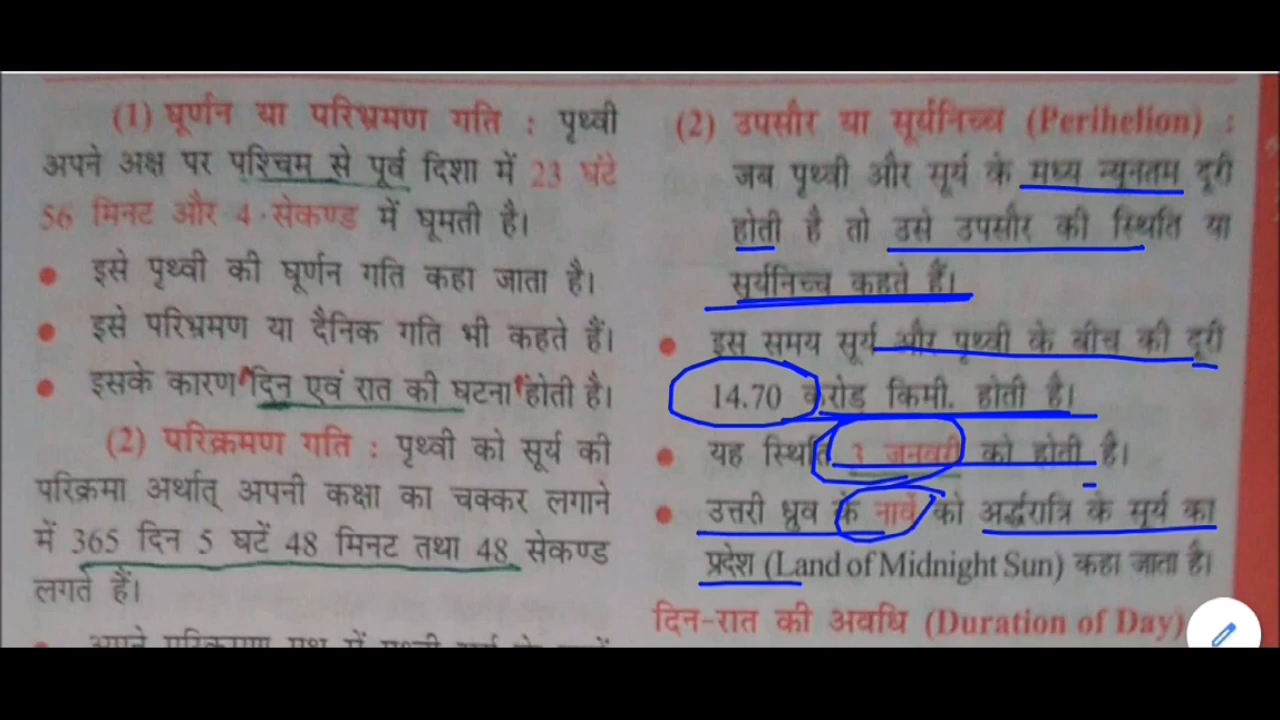 (1) घूर्णन या परिभ्रमण गति : पृथ्वी
अपने अक्ष पर पश्चिम से पूर्व दिशा में 23 घंटे
56 मिनट और 4 सेकण्ड में घूमती है।
• इसे पृथ्वी की घूर्णन गति कहा जाता है।
• इसे परिभ्रमण या दैनिक गति भी कहते हैं।
• इसके कारण दिन एवं रात की घटना होती है।
(2) परिक्रमण गति : पृथ्वी को सूर्य की
परिक्रमा अर्थात् अपनी कक्षा का चक्कर लगाने
में 365 दिन 5 घटें 48 मिनट तथा 48 सेकण्ड
लगते हैं।
(2) उपसौर या सूर्यनिच्च (Perihelion) :
जब पृथ्वी और सूर्य के मध्य न्यूनतम दूरी
होती है तो उसे उपसौर की स्थिति या
सूर्यनिच्च कहते हैं।
• इस समय सूर्य और पृथ्वी के बीच की दूरी
14.70 करोड़ किमी. होती है।
• यह स्थिति 3 जनवरी को होती है।
• उत्तरी ध्रुव के नार्वे को अर्द्धरात्रि के सूर्य का
प्रदेश (Land of Midnight Sun) कहा जाता है।
दिन-रात की अवधि (Duration of Day)